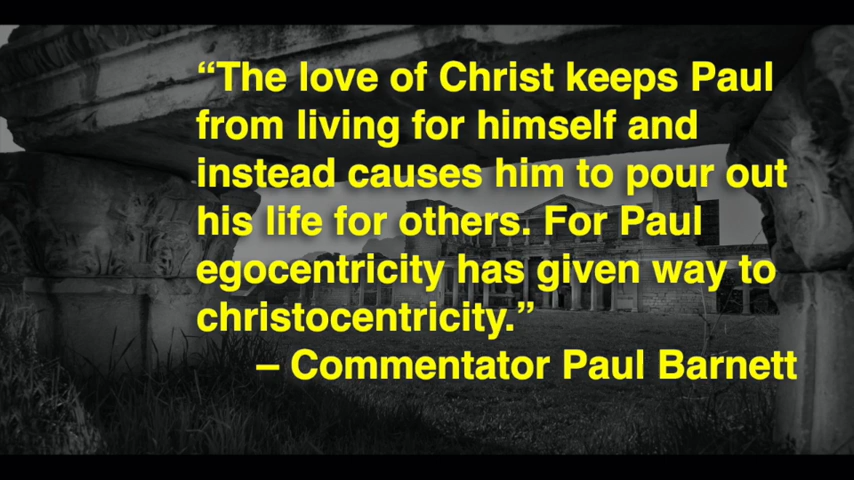 “The love of Christ keeps Paul
from living for himself and
instead causes him to pour out
his life for others. For Paul
egocentricity has given way to
christocentricity.”
– Commentator Paul Barnett